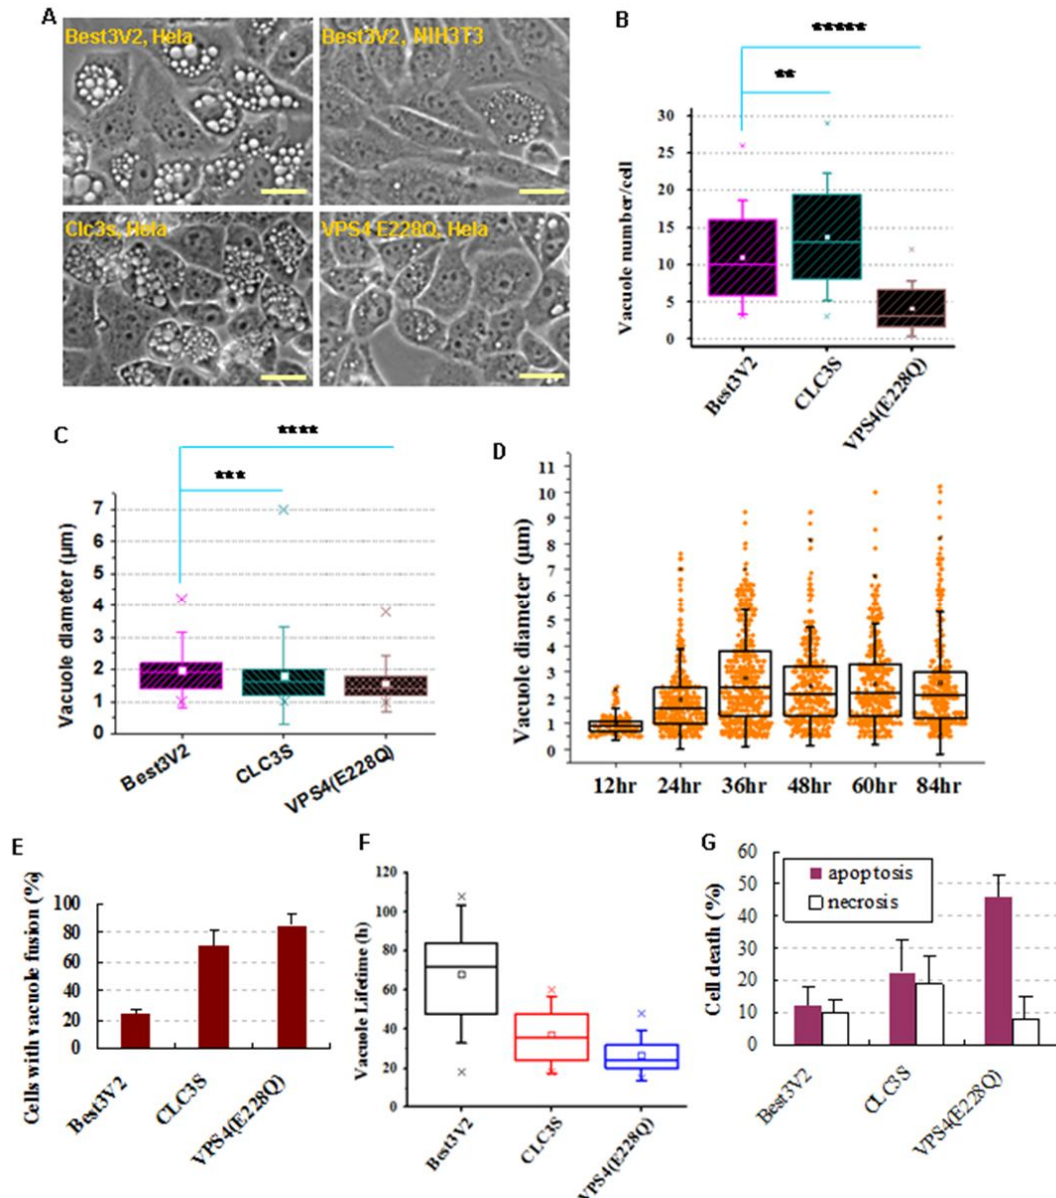 A
Best3V2, Hela
Best3V2, NIH3T3
Clc3s, Hela
VPS4 E228Q, Hela
B
*****
**
Vacuole number/cell
30
25
20
15
10
5
0
Best3V2
CLC3S
VPS4(E228Q)
C
****
***
Vacuole diameter (µm)
7
6
5
4
3
2
1
0
Best3V2
CLC3S
VPS4(E228Q)
D
Vacuole diameter (µm)
11
10
9
8
7
6
5
4
3
2
1
0
12hr 24hr 36hr 48hr 60hr 84hr
E
Cells with vacuole fusion (%)
100
80
60
40
20
0
Best3V2
CLC3S
VPS4(E228Q)
F
Vacuole Lifetime (h)
120
100
80
60
40
20
0
Best3V2
CLC3S
VPS4(E228Q)
G
Cell death (%)
60
50
40
30
20
10
0
apoptosis
necrosis
Best3V2
CLC3S
VPS4(E228Q)